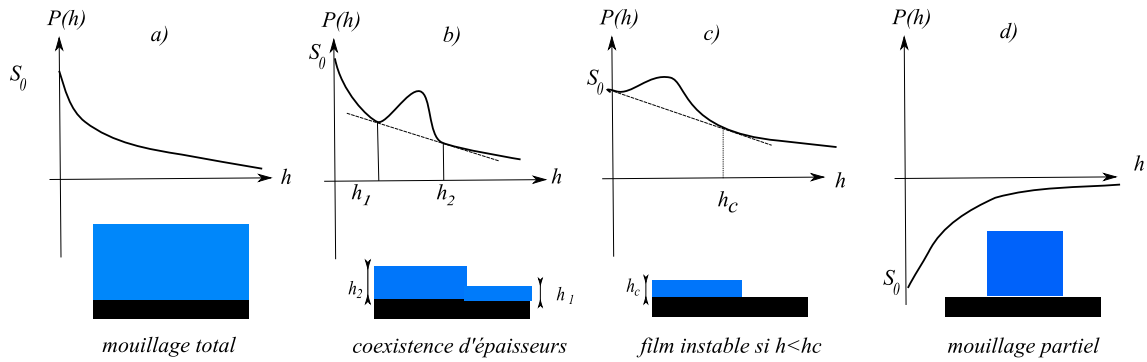 P(h)
a)
S0
h
mouillage total
P(h)
b)
S0
h1
h2
h
h2
h1
coexistence d'épaisseurs
P(h)
c)
S0
h
hc
hc
film instable si h<hc
P(h)
d)
h
S0
mouillage partiel